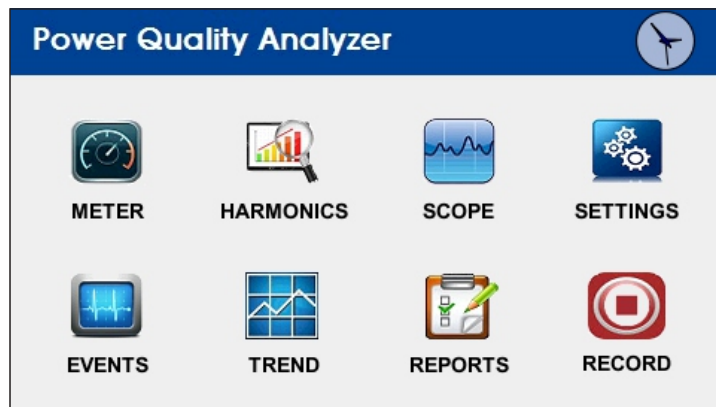 Power Quality Analyzer
METER HARMONICS SCOPE SETTINGS
EVENTS TREND REPORTS RECORD